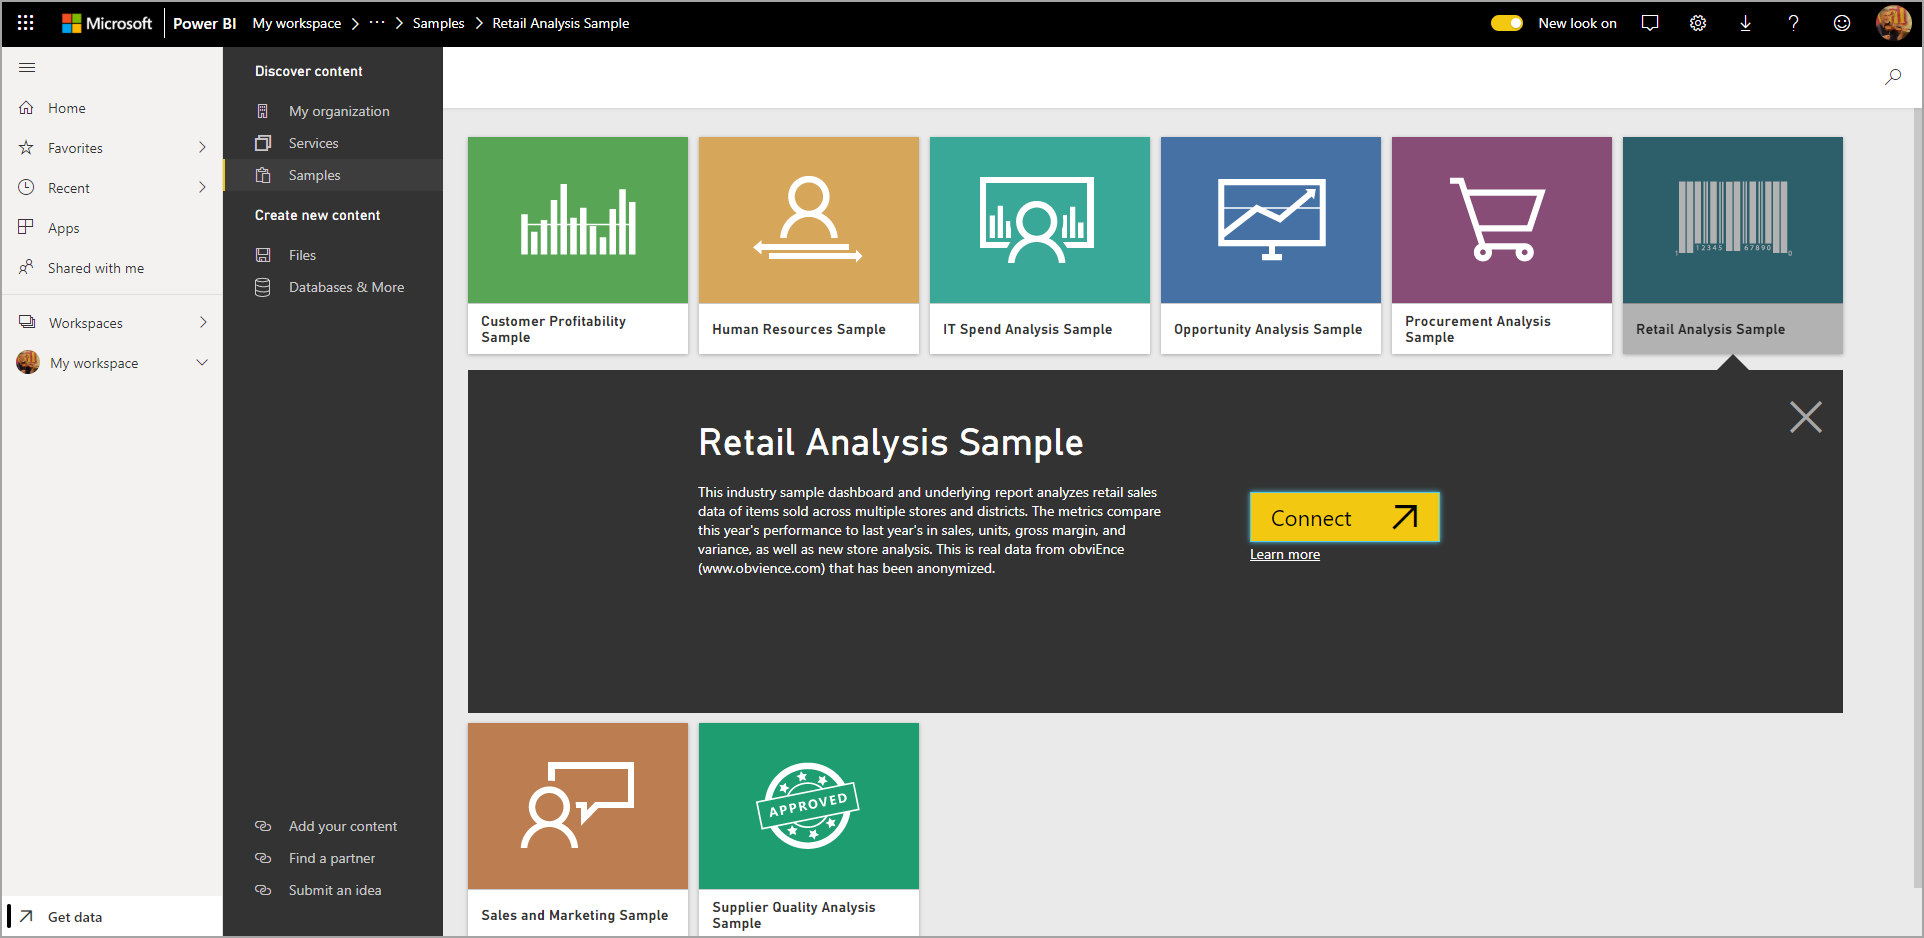 Microsoft Power BI My workspace > ··· > Samples > Retail Analysis Sample
New look on
Home
Favorites
Recent
Apps
Shared with me
Workspaces
My workspace
Get data
Discover content
My organization
Services
Samples
Create new content
Files
Databases & More
Add your content
Find a partner
Submit an idea
Customer Profitability
Sample
Human Resources Sample
IT Spend Analysis Sample
Opportunity Analysis Sample
Procurement Analysis
Sample
1 12345 67890 0
Retail Analysis Sample
Retail Analysis Sample
This industry sample dashboard and underlying report analyzes retail sales
data of items sold across multiple stores and districts. The metrics compare
this year's performance to last year's in sales, units, gross margin, and
variance, as well as new store analysis. This is real data from obviEnce
(www.obvience.com) that has been anonymized.
Connect
Learn more
Sales and Marketing Sample
APPROVED
Supplier Quality Analysis
Sample